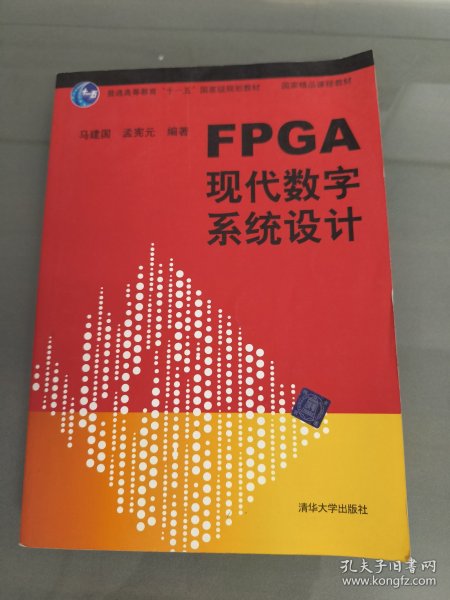 普通高等教育“十一五”国家级规划教材 国家精品课程教材
马建国 孟宪元 编著
FPGA
现代数字
系统设计
清华大学出版社
孔夫子旧书网
www.kongfz.com